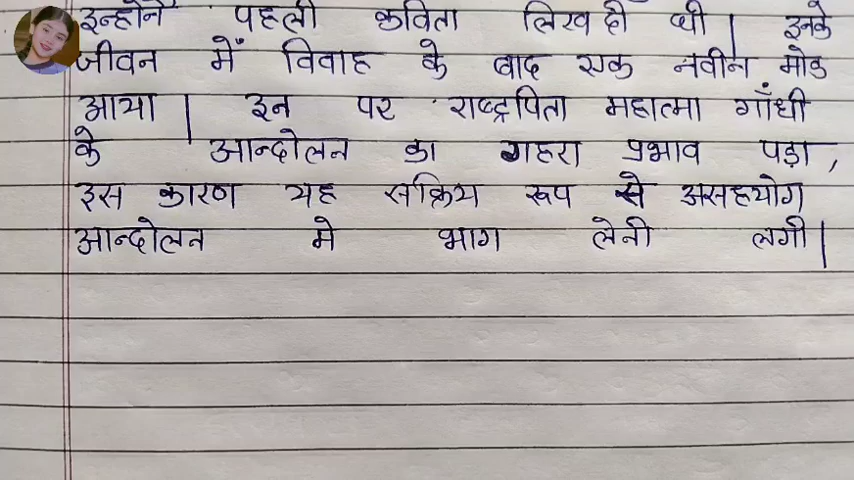 इन्होंने पहली कविता लिख दी थी | इनके
जीवन में विवाह के बाद एक नवीन मोड
आया | इन पर राष्ट्रपिता महात्मा गाँधी
के आन्दोलन का गहरा प्रभाव पड़ा ,
इस कारण यह सक्रिय रूप से असहयोग
आन्दोलन मे भाग लेनी लगी |